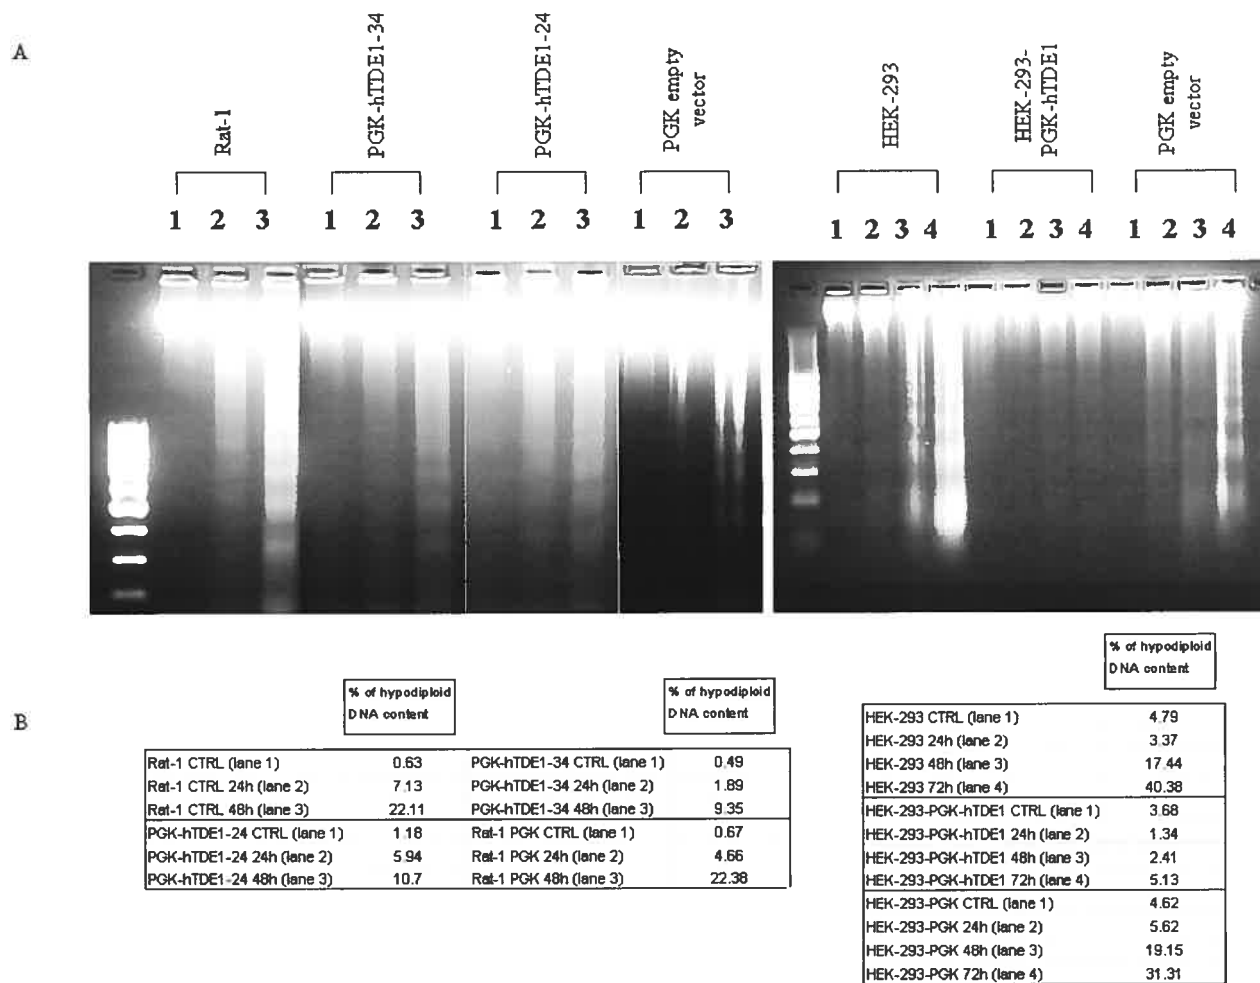 A
Rat-1
PGK-hTDE1-34
PGK-hTDE1-24
PGK empty
vector
HEK-293
HEK-293-
PGK-hTDE1
PGK empty
vector
1 2 3 1 2 3 1 2 3 1 2 3 1 2 3 4 1 2 3 4 1 2 3 4
B
% of hypodiploid
DNA content
Rat-1 CTRL (lane 1) 0.63
Rat-1 CTRL 24h (lane 2) 7.13
Rat-1 CTRL 48h (lane 3) 22.11
PGK-hTDE1-24 CTRL (lane 1) 1.18
PGK-hTDE1-24 24h (lane 2) 5.94
PGK-hTDE1-24 48h (lane 3) 10.7
% of hypodiploid
DNA content
PGK-hTDE1-34 CTRL (lane 1) 0.49
PGK-hTDE1-34 24h (lane 2) 1.89
PGK-hTDE1-34 48h (lane 3) 9.35
Rat-1 PGK CTRL (lane 1) 0.67
Rat-1 PGK 24h (lane 2) 4.66
Rat-1 PGK 48h (lane 3) 22.38
% of hypodiploid
DNA content
HEK-293 CTRL (lane 1) 4.79
HEK-293 24h (lane 2) 3.37
HEK-293 48h (lane 3) 17.44
HEK-293 72h (lane 4) 40.38
HEK-293-PGK-hTDE1 CTRL (lane 1) 3.68
HEK-293-PGK-hTDE1 24h (lane 2) 1.34
HEK-293-PGK-hTDE1 48h (lane 3) 2.41
HEK-293-PGK-hTDE1 72h (lane 4) 5.13
HEK-293-PGK CTRL (lane 1) 4.62
HEK-293-PGK 24h (lane 2) 5.62
HEK-293-PGK 48h (lane 3) 19.15
HEK-293-PGK 72h (lane 4) 31.31